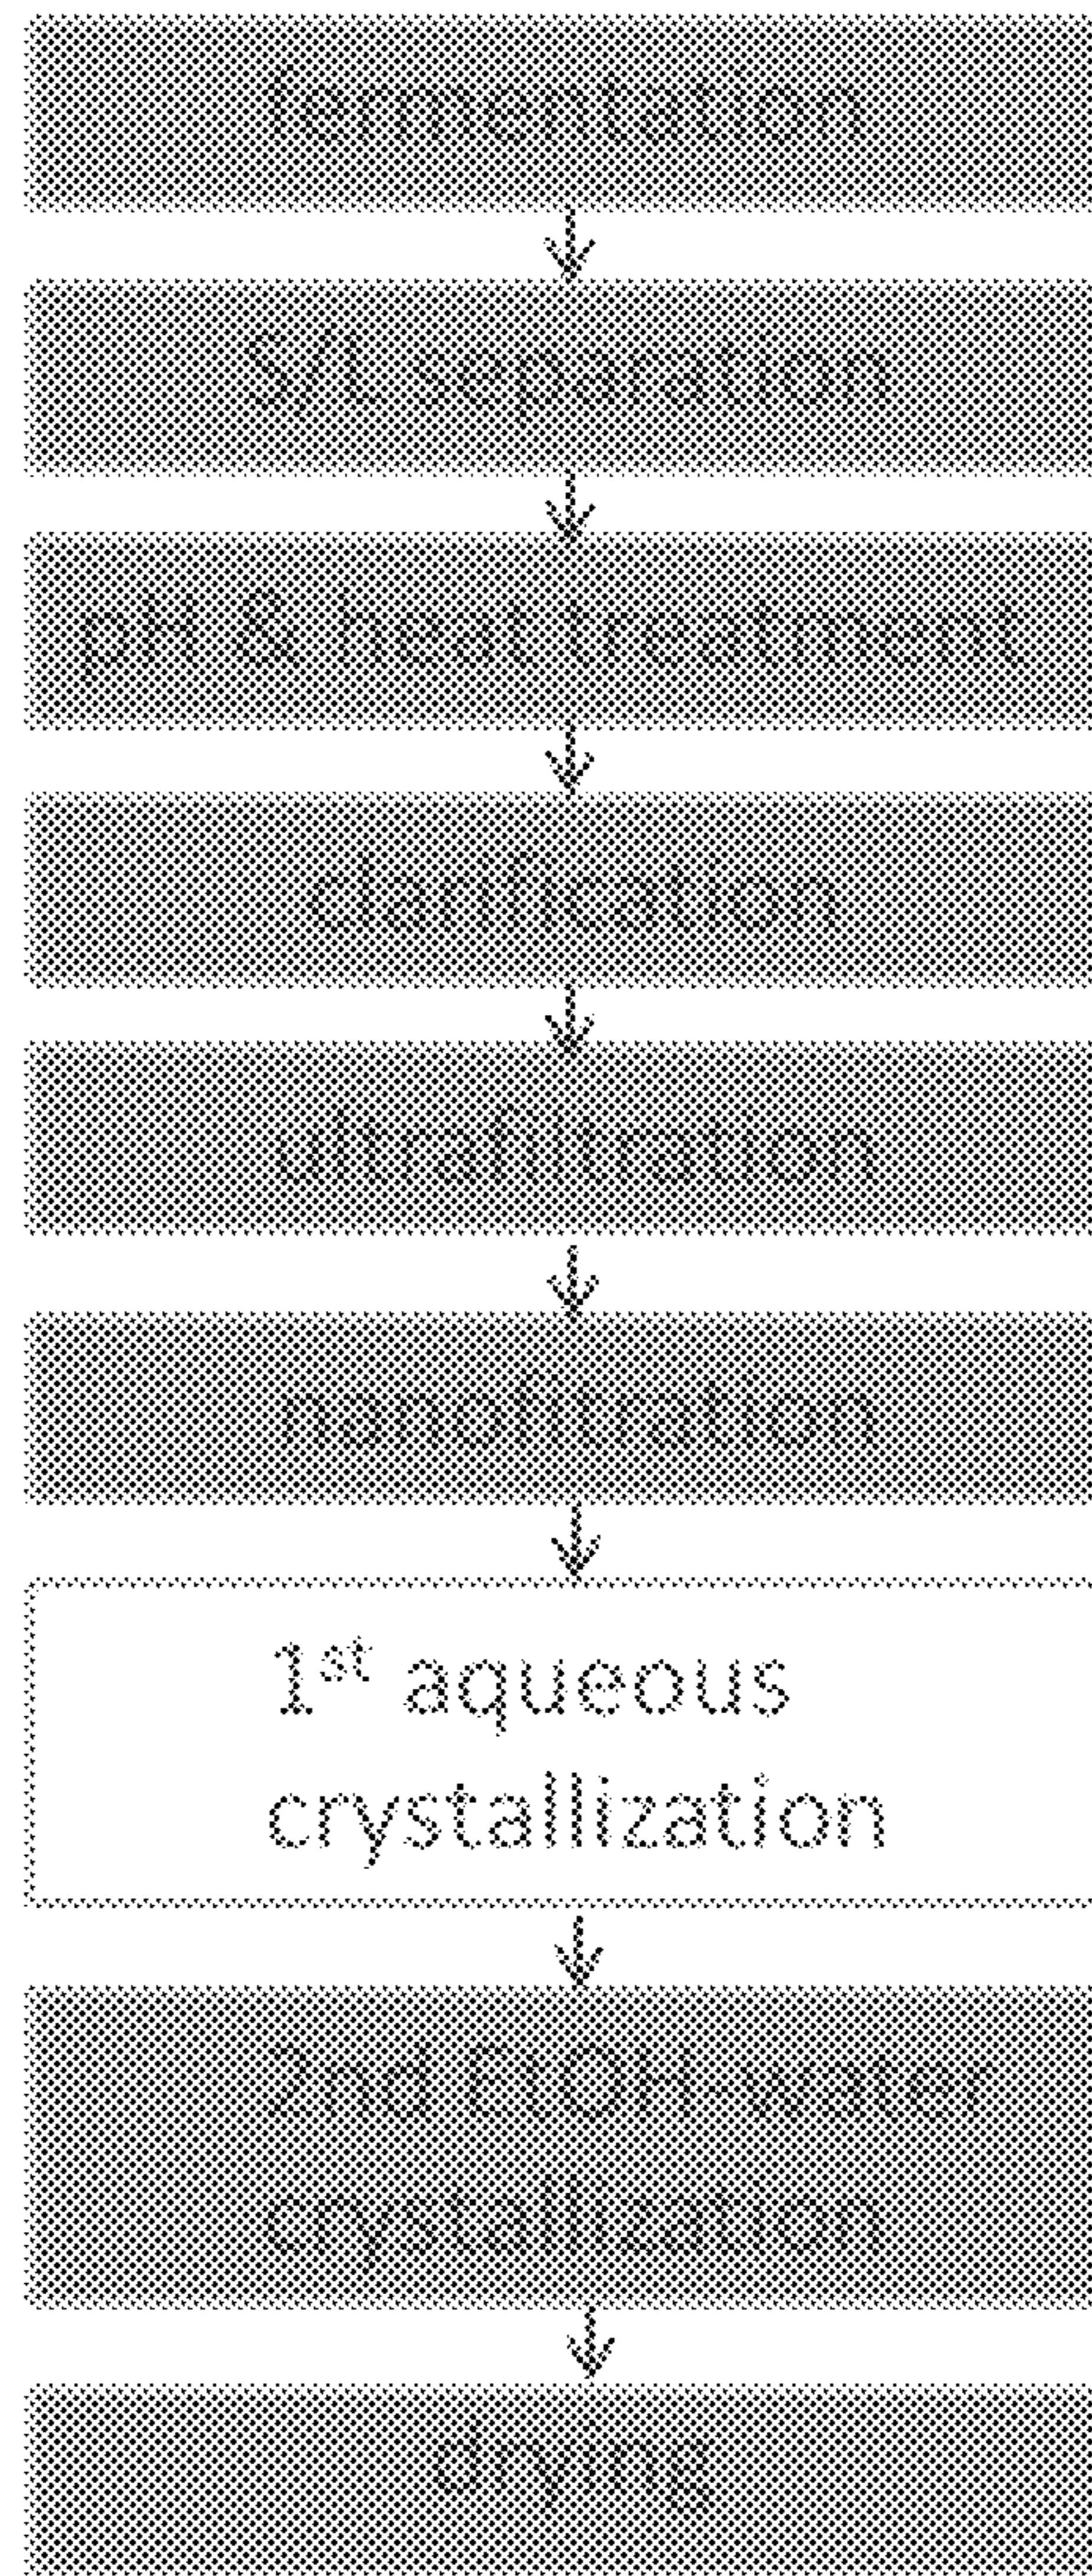 fermentation
S/L separation
pH & heat treatment
clarification
ultrafiltration
nanofiltration
1st aqueous
crystallization
2nd EtOH-water
crystallization
drying